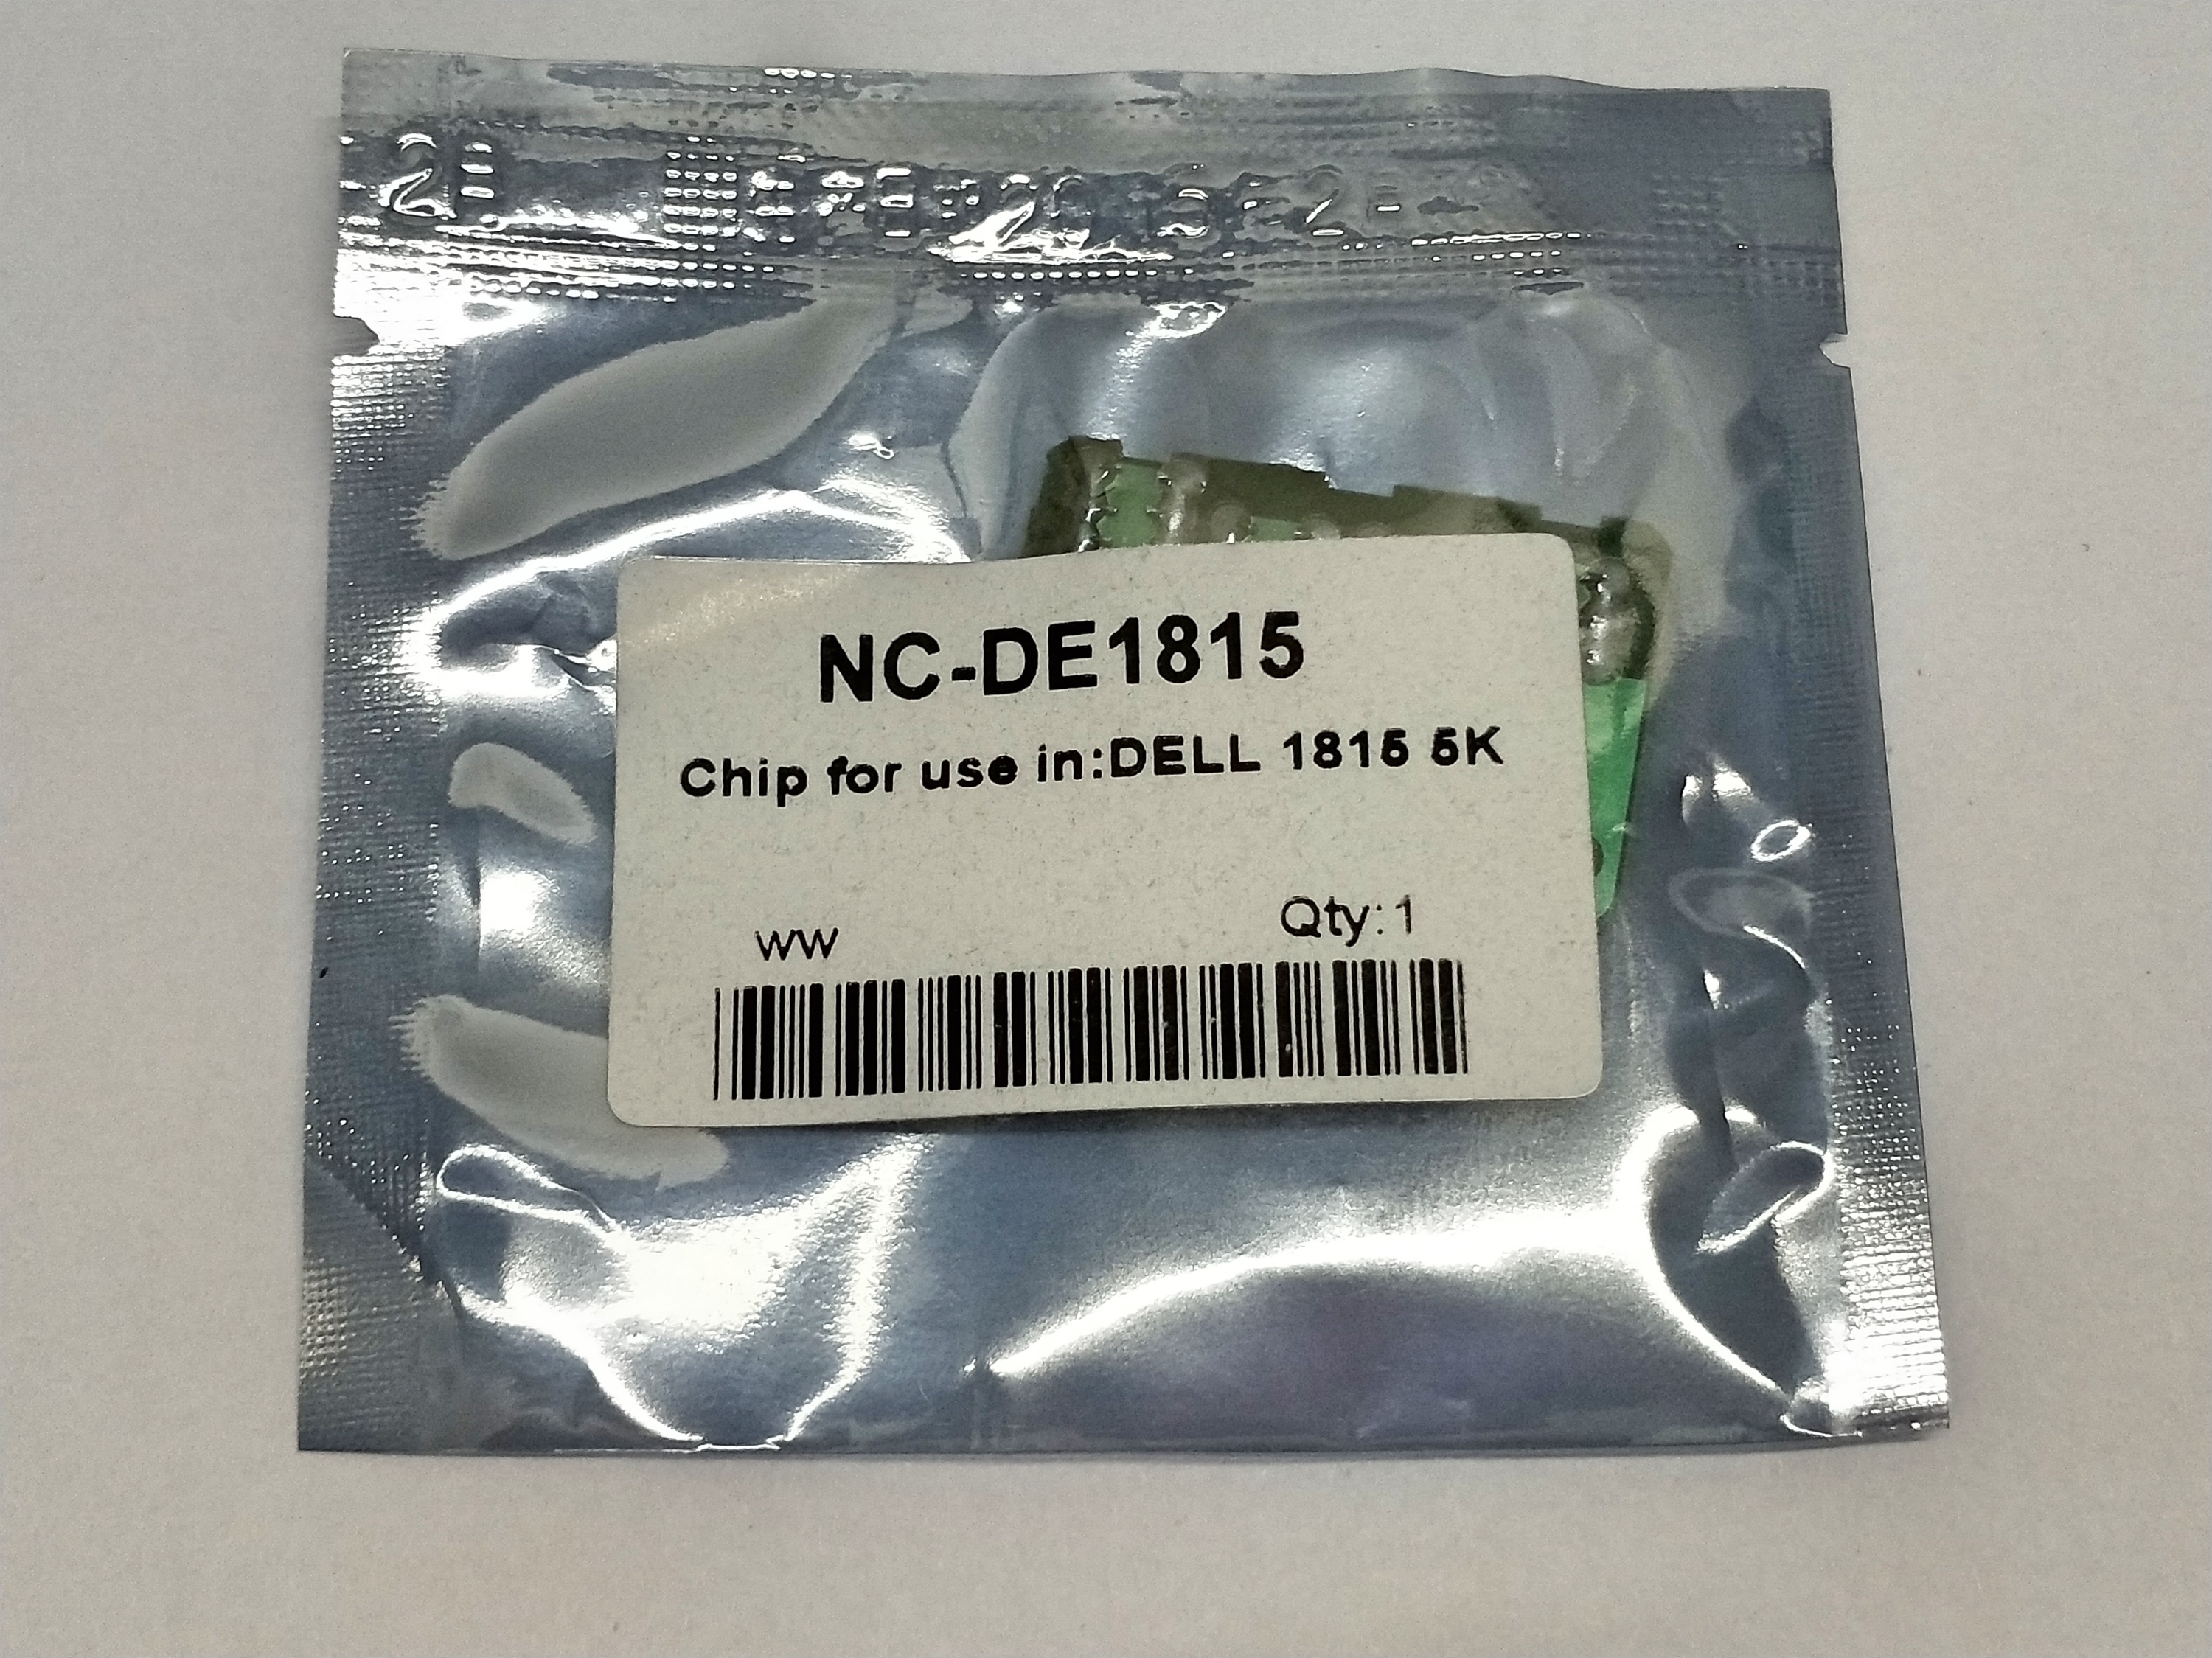 NC-DE1815
Chip for use in:DELL 1815 5K
WW
Qty:1